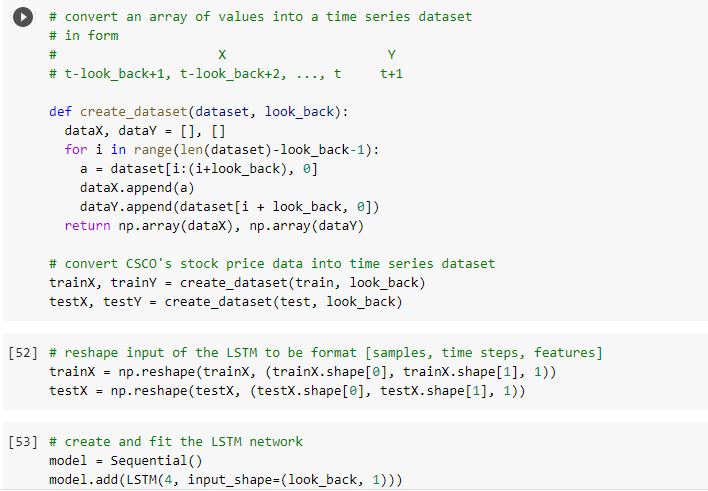 # convert an array of values into a time series dataset
# in form
#                     X                     Y
# t-look_back+1, t-look_back+2, ..., t     t+1
def create_dataset(dataset, look_back):
  dataX, dataY = [], []
  for i in range(len(dataset)-look_back-1):
    a = dataset[i:(i+look_back), 0]
    dataX.append(a)
    dataY.append(dataset[i + look_back, 0])
  return np.array(dataX), np.array(dataY)
# convert CSCO's stock price data into time series dataset
trainX, trainY = create_dataset(train, look_back)
testX, testY = create_dataset(test, look_back)
[52] # reshape input of the LSTM to be format [samples, time steps, features]
trainX = np.reshape(trainX, (trainX.shape[0], trainX.shape[1], 1))
testX = np.reshape(testX, (testX.shape[0], testX.shape[1], 1))
[53] # create and fit the LSTM network
model = Sequential()
model.add(LSTM(4, input_shape=(look_back, 1)))